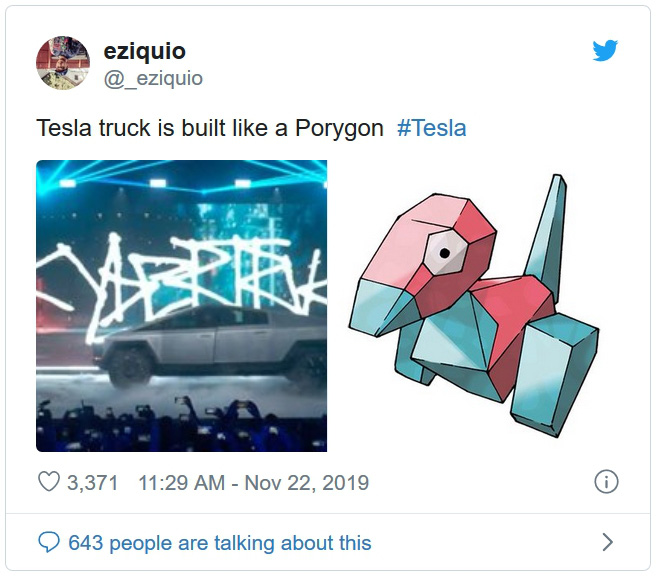 eziquio
@_eziquio
Tesla truck is built like a Porygon #Tesla
3,371 11:29 AM - Nov 22, 2019
643 people are talking about this